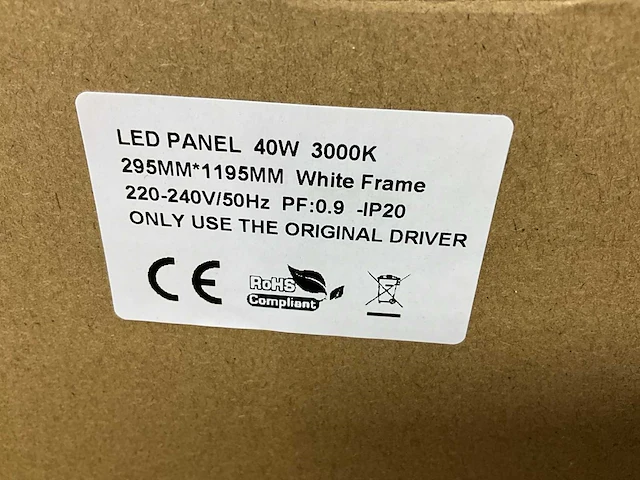 LED PANEL 40W 3000K
295MM*1195MM White Frame
220-240V/50Hz PF:0.9 -IP20
ONLY USE THE ORIGINAL DRIVER
CE
RoHS
Compliant